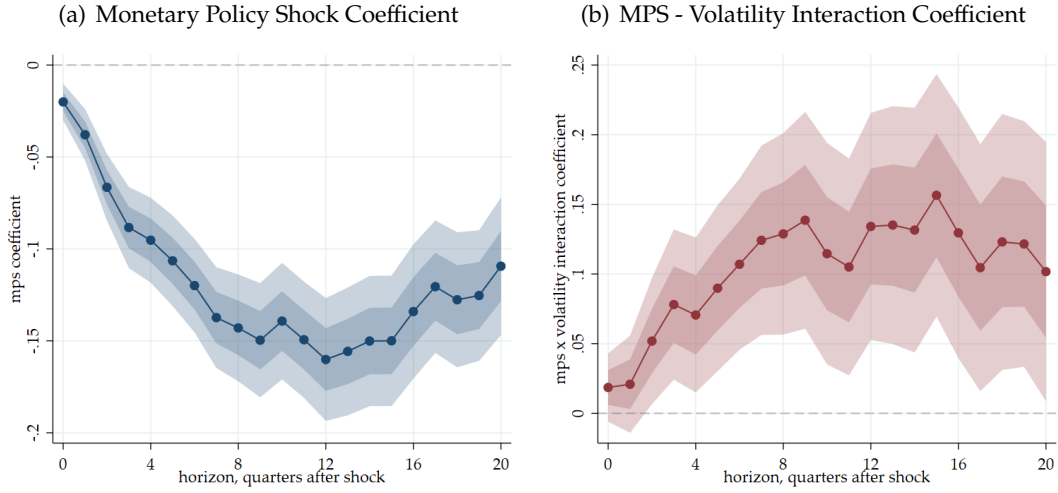 (a) Monetary Policy Shock Coefficient
mps coefficient
0
-.05
-.1
-.15
-.2
0 4 8 12 16 20
horizon, quarters after shock
(b) MPS - Volatility Interaction Coefficient
mps x volatility interaction coefficient
.25
.2
.15
.1
.05
0
0 4 8 12 16 20
horizon, quarters after shock